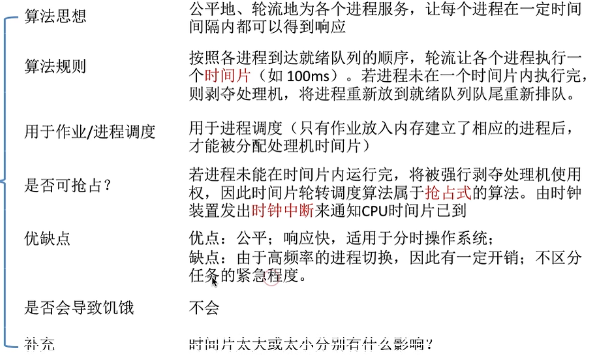 算法思想
公平地、轮流地为各个进程服务，让每个进程在一定时间
间隔内都可以得到响应
算法规则
按照各进程到达就绪队列的顺序，轮流让各个进程执行一
个时间片（如 100ms）。若进程未在一个时间片内执行完，
则剥夺处理机，将进程重新放到就绪队列队尾重新排队。
用于作业/进程调度
用于进程调度（只有作业放入内存建立了相应的进程后，
才能被分配处理机时间片）
是否可抢占？
若进程未能在时间片内运行完，将被强行剥夺处理机使用
权，因此时间片轮转调度算法属于抢占式的算法。由时钟
装置发出时钟中断来通知CPU时间片已到
优缺点
优点：公平；响应快，适用于分时操作系统；
缺点：由于高频率的进程切换，因此有一定开销；不区分
任务的紧急程度。
是否会导致饥饿
不会
补充
时间片太大或太小分别有什么影响？